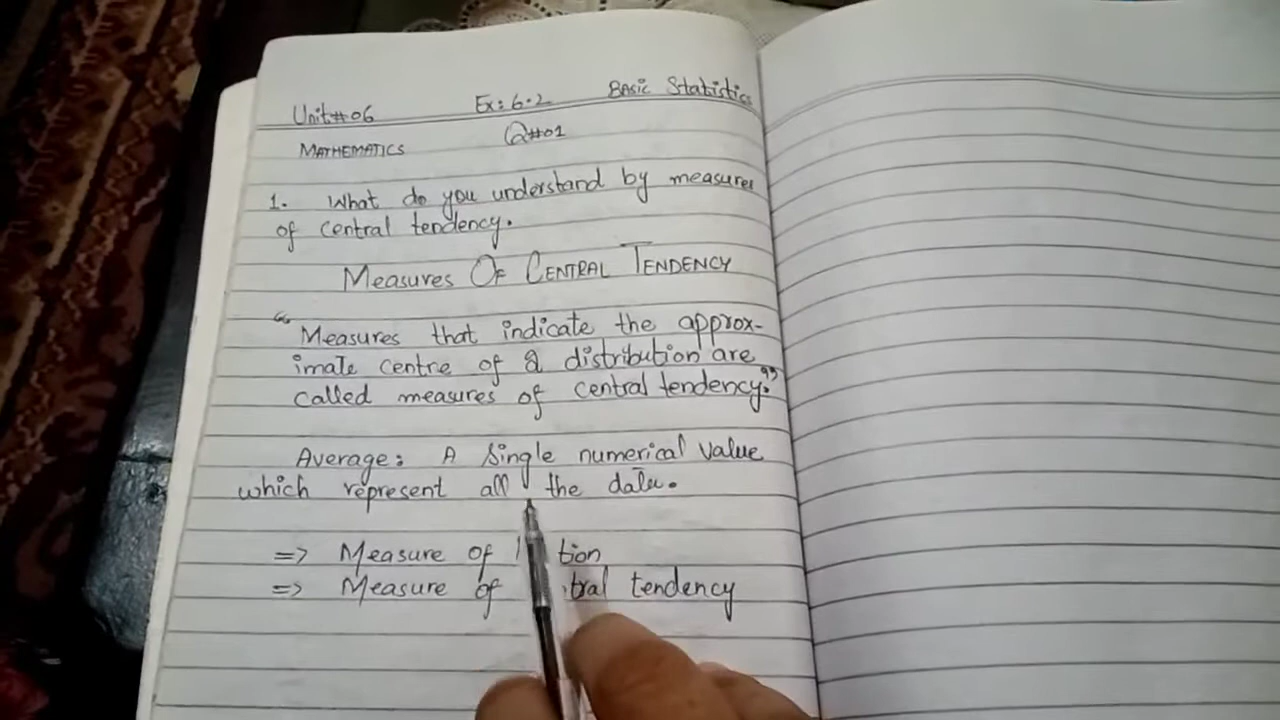 Unit#06 Ex:6.2 Basic Statistics
MATHEMATICS Q#01
1. What do you understand by measures
of central tendency.
Measures Of CENTRAL TENDENCY
“Measures that indicate the approx-
imate centre of a distribution are
called measures of central tendency.”
Average: A single numerical value
which represent all the data.
=> Measure of tion
=> Measure of tral tendency